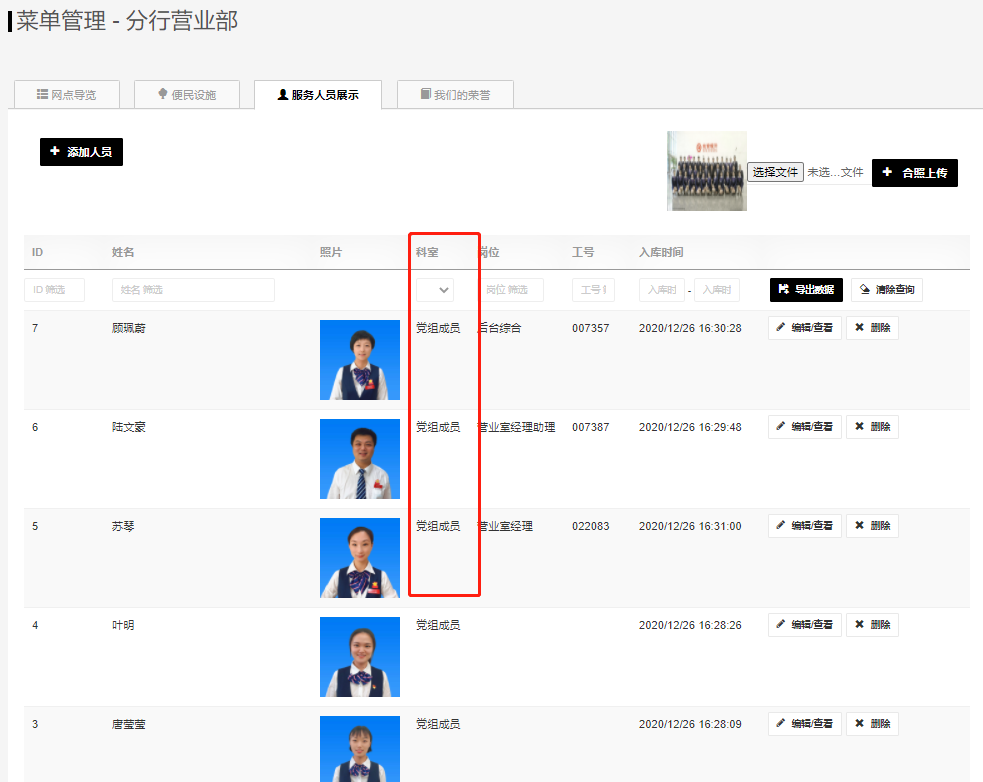 菜单管理 - 分行营业部
网点导览 便民设施 服务人员展示 我们的荣誉
添加人员 选择文件 未选...文件 合照上传
ID 姓名 照片 科室 岗位 工号 入库时间
ID 筛选 姓名 筛选 岗位 筛选 工号 入库时 - 入库时 导出数据 清除查询
7 顾珮蔚 党组成员 后台综合 007357 2020/12/26 16:30:28 编辑/查看 删除
6 陆文豪 党组成员 营业室经理助理 007387 2020/12/26 16:29:48 编辑/查看 删除
5 苏琴 党组成员 营业室经理 022083 2020/12/26 16:31:00 编辑/查看 删除
4 叶明 党组成员 2020/12/26 16:28:26 编辑/查看 删除
3 唐莹莹 党组成员 2020/12/26 16:28:09 编辑/查看 删除